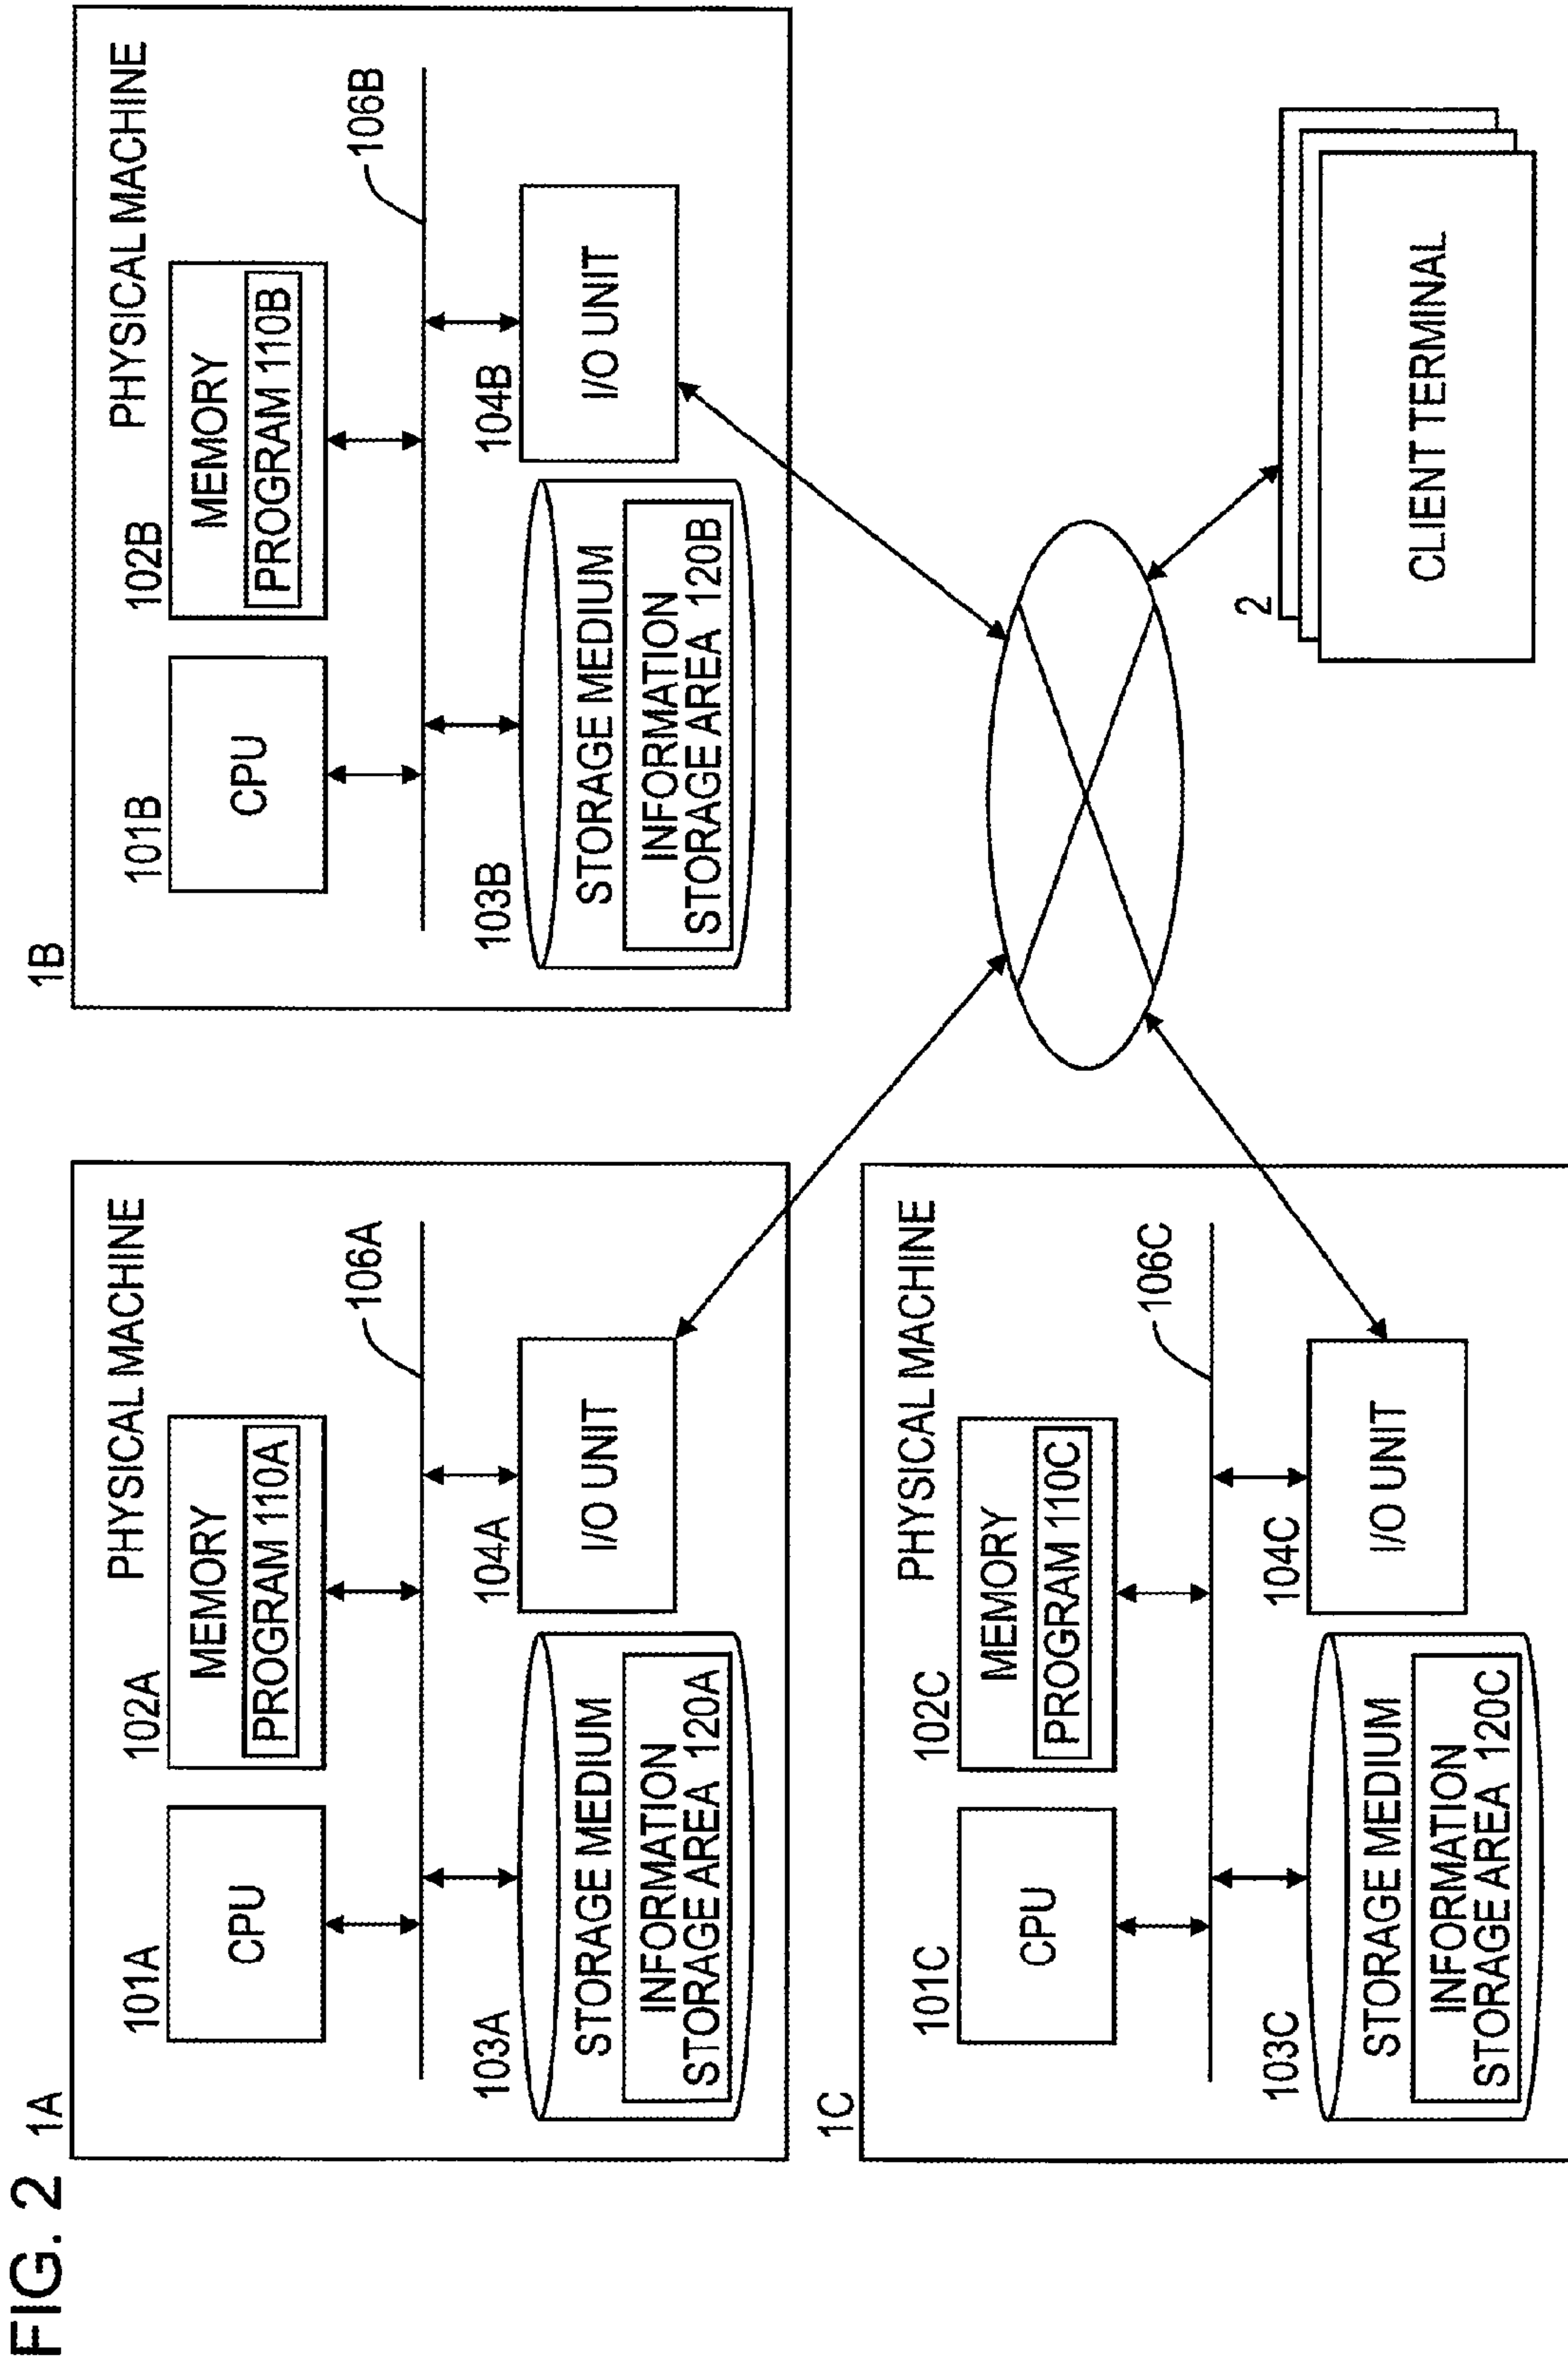 FIG. 2
1A
PHYSICAL MACHINE
101A
CPU
102A
MEMORY
PROGRAM 110A
106A
103A
STORAGE MEDIUM
INFORMATION
STORAGE AREA 120A
104A
I/O UNIT
1B
PHYSICAL MACHINE
101B
CPU
102B
MEMORY
PROGRAM 110B
106B
103B
STORAGE MEDIUM
INFORMATION
STORAGE AREA 120B
104B
I/O UNIT
1C
PHYSICAL MACHINE
101C
CPU
102C
MEMORY
PROGRAM 110C
106C
103C
STORAGE MEDIUM
INFORMATION
STORAGE AREA 120C
104C
I/O UNIT
2
CLIENT TERMINAL